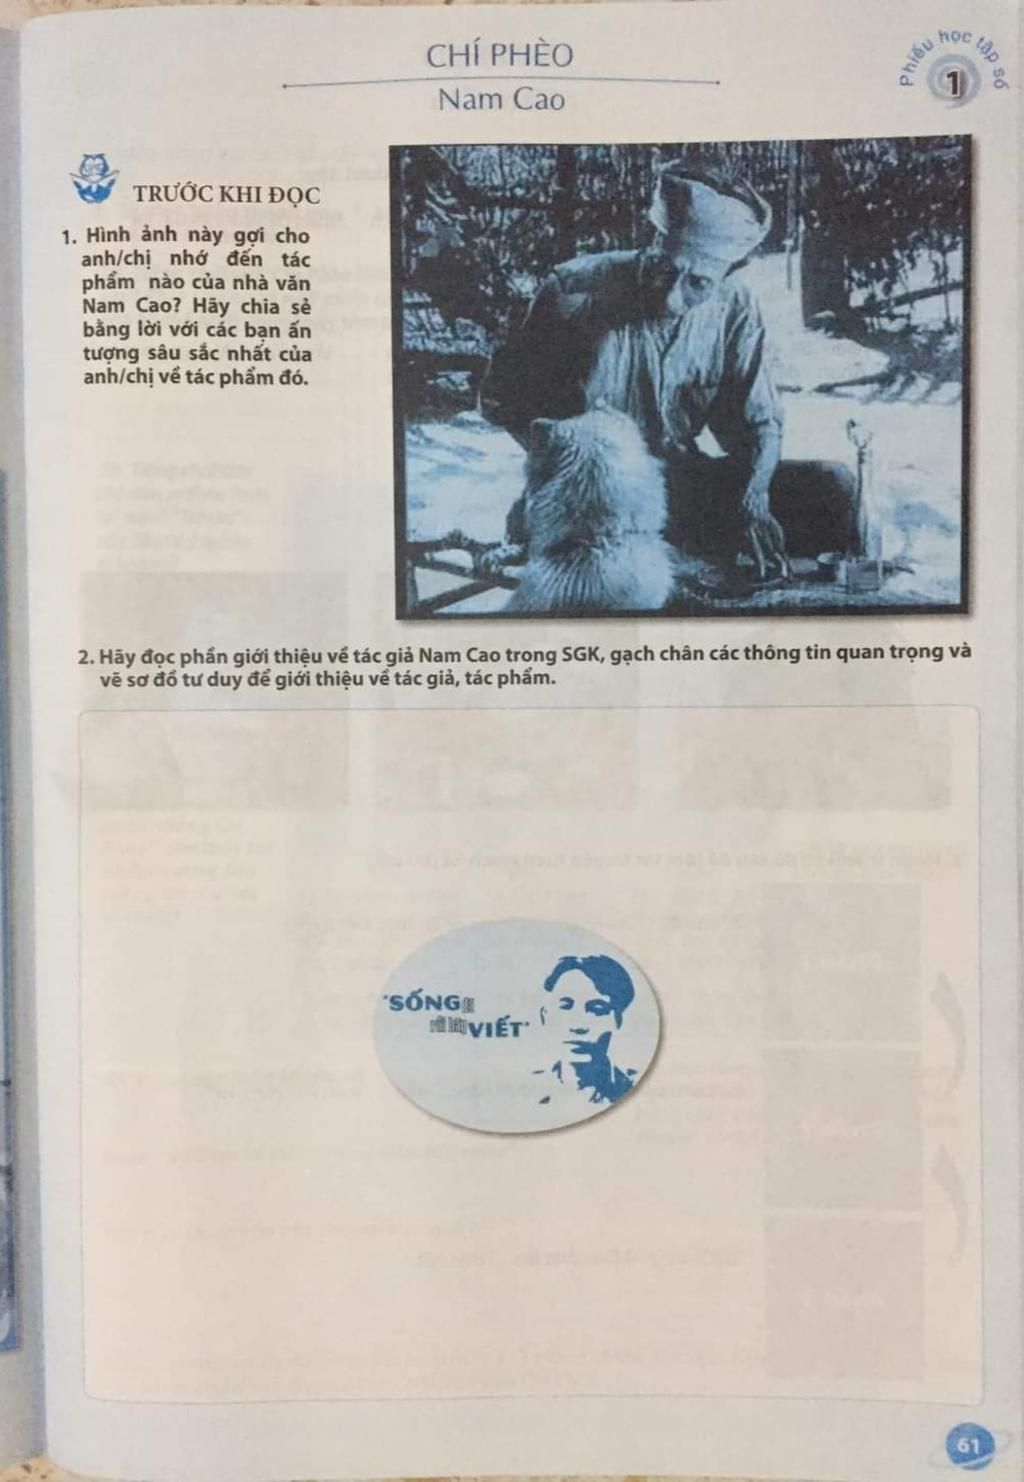 CHÍ PHÈO
Nam Cao
Phiếu học tập số
1
TRƯỚC KHI ĐỌC
1. Hình ảnh này gợi cho
anh/chị nhớ đến tác
phẩm nào của nhà văn
Nam Cao? Hãy chia sẻ
bằng lời với các bạn ấn
tượng sâu sắc nhất của
anh/chị về tác phẩm đó.
2. Hãy đọc phần giới thiệu về tác giả Nam Cao trong SGK, gạch chân các thông tin quan trọng và
vẽ sơ đồ tư duy để giới thiệu về tác giả, tác phẩm.
"SỐNG đã
rồi hãy VIẾT"
61